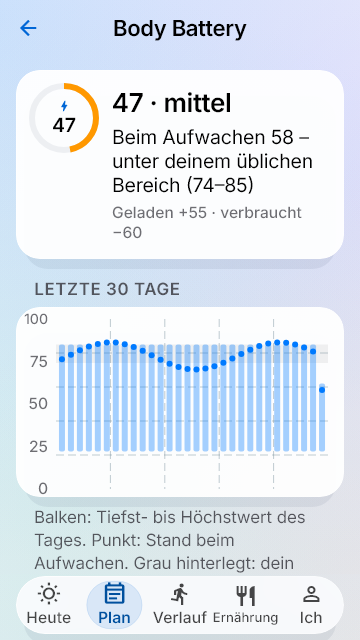 Body Battery
47
47 · mittel
Beim Aufwachen 58 –
unter deinem üblichen
Bereich (74–85)
Geladen +55 · verbraucht
−60
LETZTE 30 TAGE
100
75
50
25
0
Balken: Tiefst- bis Höchstwert des
Tages. Punkt: Stand beim
Aufwachen. Grau hinterlegt: dein
Heute Plan Verlauf Ernährung Ich